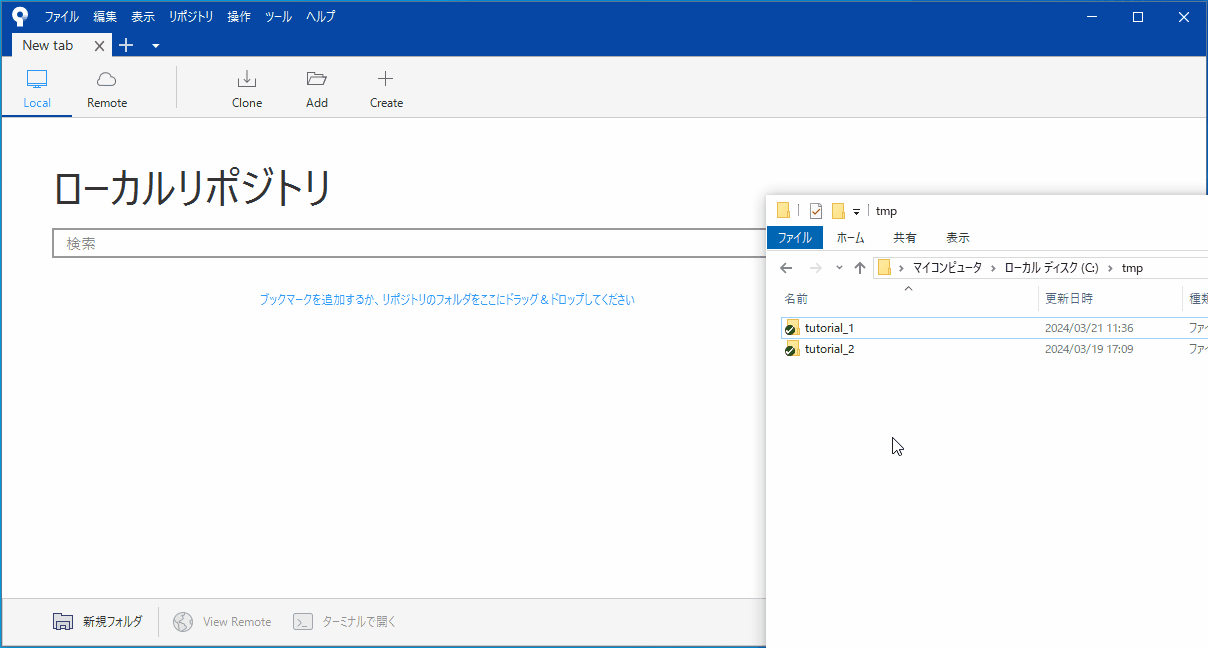 ファイル 編集 表示 リポジトリ 操作 ツール ヘルプ
New tab
Local Remote Clone Add Create
ローカルリポジトリ
検索
ブックマークを追加するか、リポジトリのフォルダをここにドラッグ＆ドロップしてください
新規フォルダ View Remote ターミナルで開く
tmp
ファイル ホーム 共有 表示
マイコンピュータ ローカル ディスク (C:) tmp
名前 更新日時 種類
tutorial_1 2024/03/21 11:36 ファイ
tutorial_2 2024/03/19 17:09 ファイ